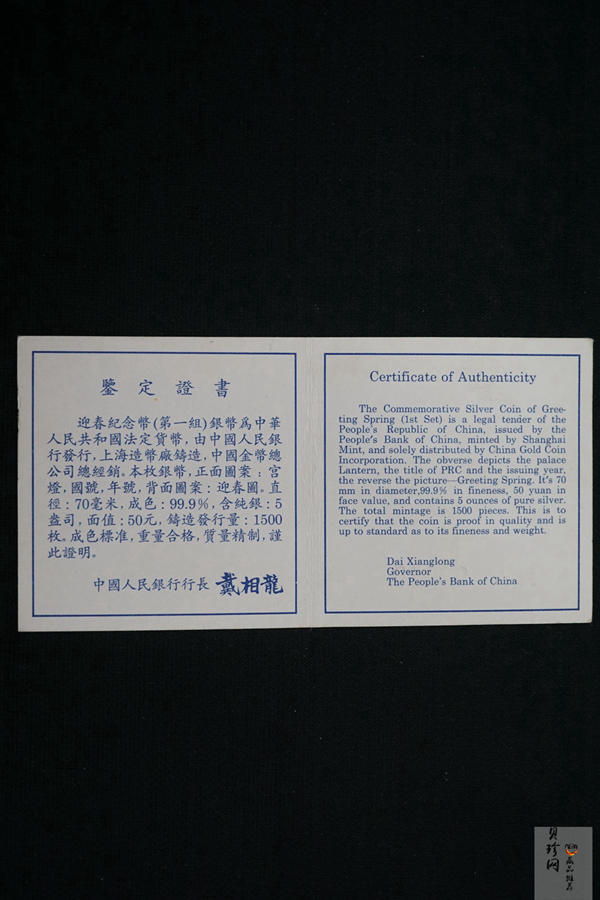 鑒定證書
迎春紀念幣(第一組)銀幣爲中華
人民共和國法定貨幣,由中國人民銀
行發行,上海造幣廠鑄造,中國金幣總
公司總經銷。本枚銀幣,正面圖案:宮
燈,國號,年號,背面圖案:迎春圖。直
徑:70毫米,成色:99.9%,含純銀:5
盎司,面值:50元,鑄造發行量:1500
枚。成色標准,重量合格,質量精制,謹
此證明。
中國人民銀行行長 戴相龍
Certificate of Authenticity
The Commemorative Silver Coin of Gree-
ting Spring (1st Set) is a legal tender of the
People's Republic of China, issued by the
People's Bank of China, minted by Shanghai
Mint, and solely distributed by China Gold Coin
Incorporation. The obverse depicts the palace
Lantern, the title of PRC and the issuing year,
the reverse the picture—Greeting Spring. It's 70
mm in diameter,99.9% in fineness, 50 yuan in
face value, and contains 5 ounces of pure silver.
The total mintage is 1500 pieces. This is to
certify that the coin is proof in quality and is
up to standard as to its fineness and weight.
Dai Xianglong
Governor
The People's Bank of China
贝珍网
藏品推荐